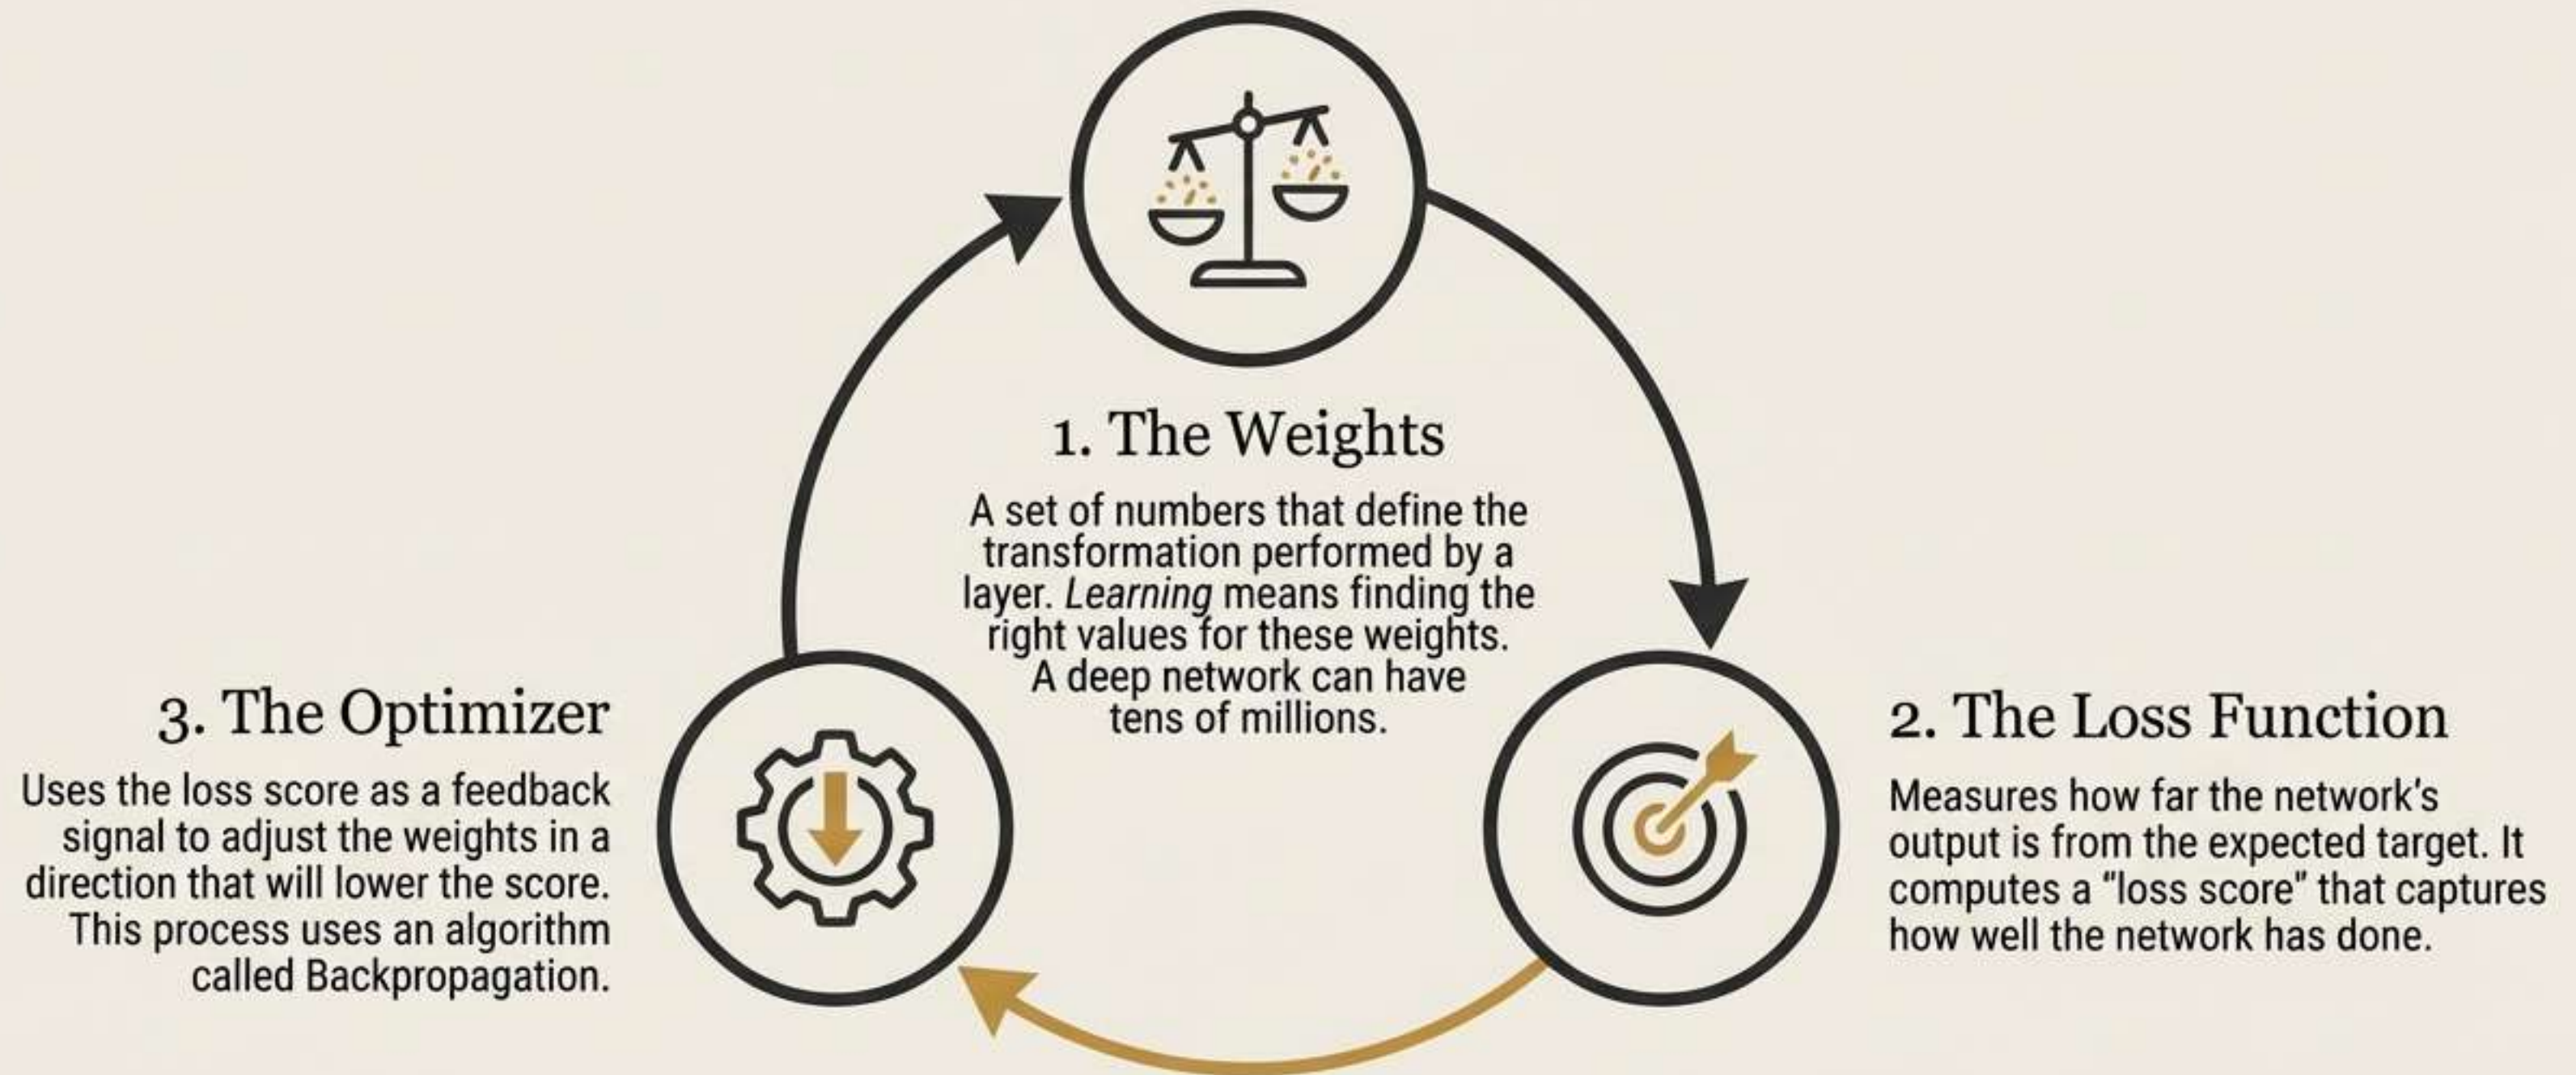 1. The Weights
A set of numbers that define the
transformation performed by a
layer. Learning means finding the
right values for these weights.
A deep network can have
tens of millions.
2. The Loss Function
Measures how far the network's
output is from the expected target. It
computes a "loss score" that captures
how well the network has done.
3. The Optimizer
Uses the loss score as a feedback
signal to adjust the weights in a
direction that will lower the score.
This process uses an algorithm
called Backpropagation.